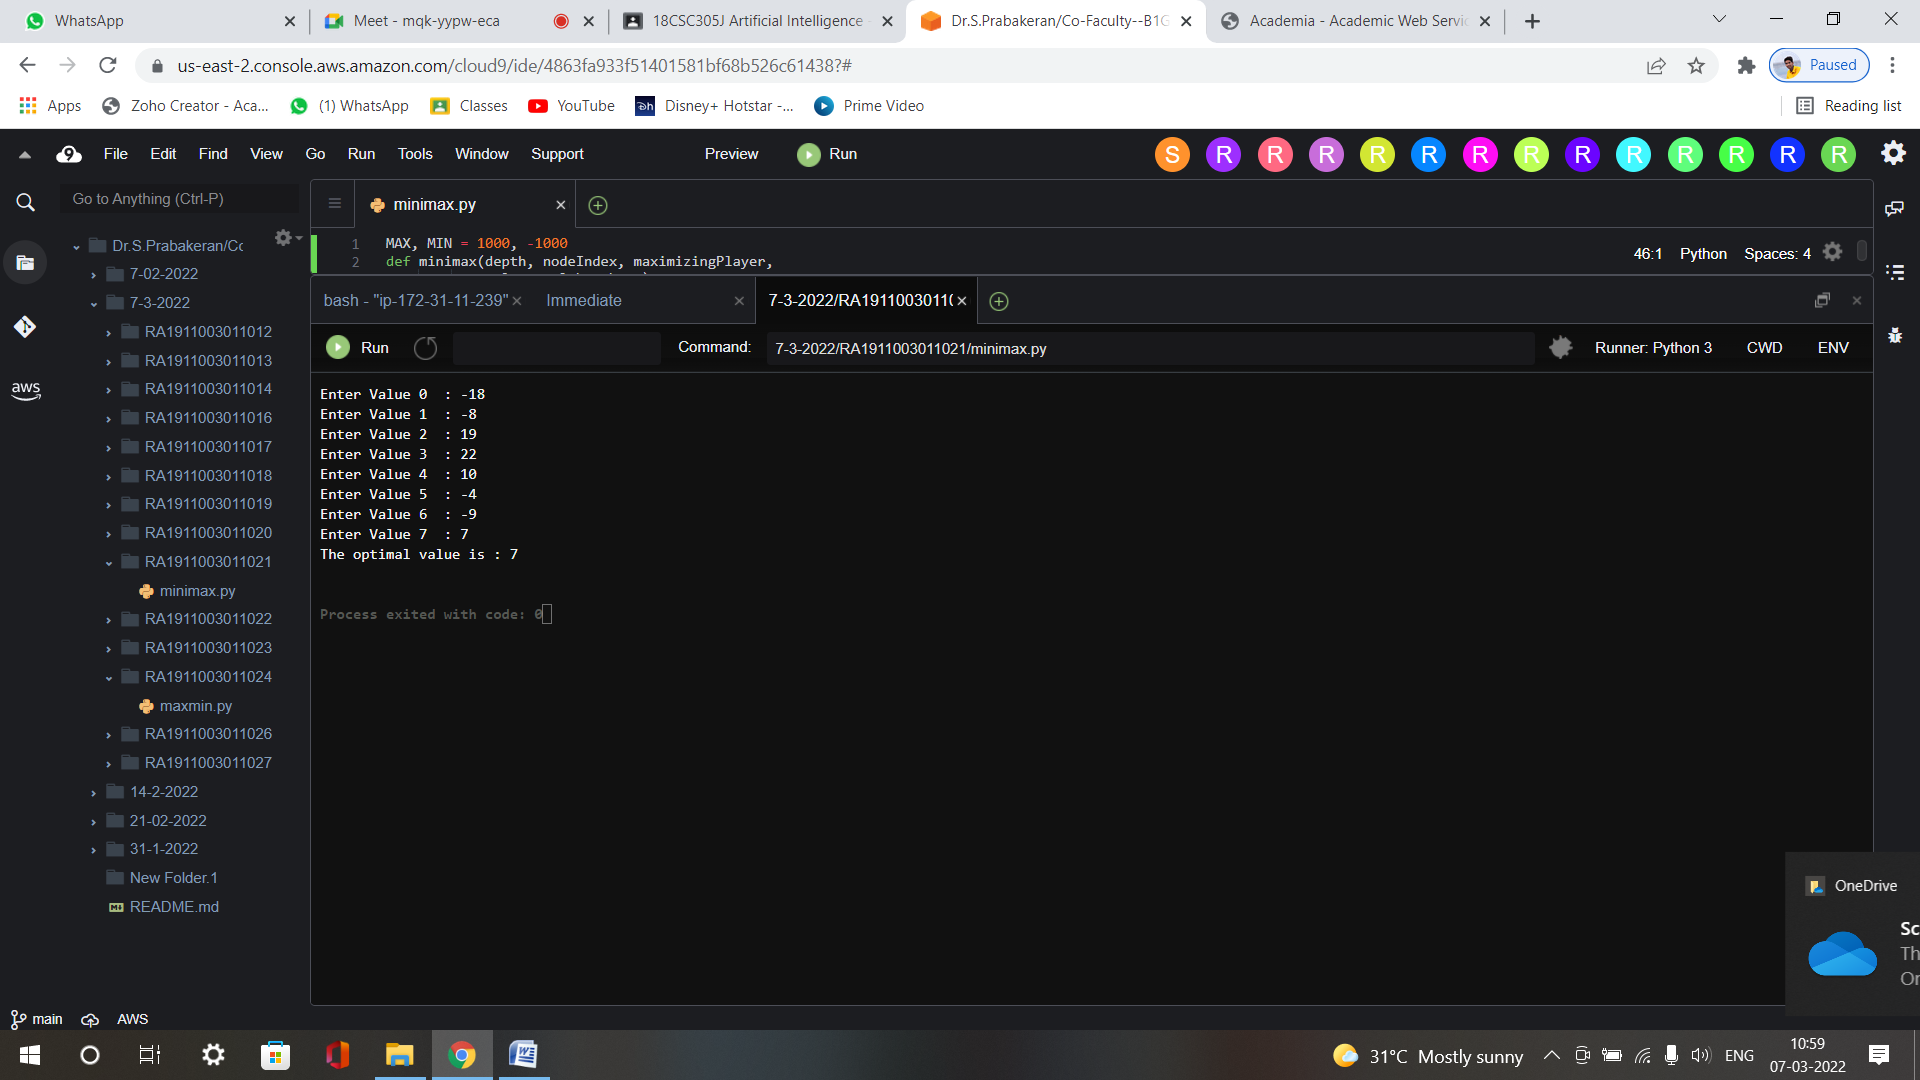 WhatsApp
Meet - mqk-yypw-eca
18CSC305J Artificial Intelligence -
Dr.S.Prabakeran/Co-Faculty--B1G
Academia - Academic Web Servic
us-east-2.console.aws.amazon.com/cloud9/ide/4863fa933f51401581bf68b526c61438?#
Paused
Apps
Zoho Creator - Aca...
(1) WhatsApp
Classes
YouTube
Disney+ Hotstar -...
Prime Video
Reading list
9 File Edit Find View Go Run Tools Window Support Preview Run
S R R R R R R R R R R R R R
Go to Anything (Ctrl-P)
minimax.py
Dr.S.Prabakeran/Co
7-02-2022
7-3-2022
RA1911003011012
RA1911003011013
RA1911003011014
RA1911003011016
RA1911003011017
RA1911003011018
RA1911003011019
RA1911003011020
RA1911003011021
minimax.py
RA1911003011022
RA1911003011023
RA1911003011024
maxmin.py
RA1911003011026
RA1911003011027
14-2-2022
21-02-2022
31-1-2022
New Folder.1
README.md
aws
1 MAX, MIN = 1000, -1000
2 def minimax(depth, nodeIndex, maximizingPlayer,
46:1 Python Spaces: 4
bash - "ip-172-31-11-239"
Immediate
7-3-2022/RA1911003011(
Run
Command:
7-3-2022/RA1911003011021/minimax.py
Runner: Python 3
CWD
ENV
Enter Value 0 : -18
Enter Value 1 : -8
Enter Value 2 : 19
Enter Value 3 : 22
Enter Value 4 : 10
Enter Value 5 : -4
Enter Value 6 : -9
Enter Value 7 : 7
The optimal value is : 7
Process exited with code: 0
OneDrive
Sc
Th
Or
main
AWS
31°C Mostly sunny
ENG
10:59
07-03-2022